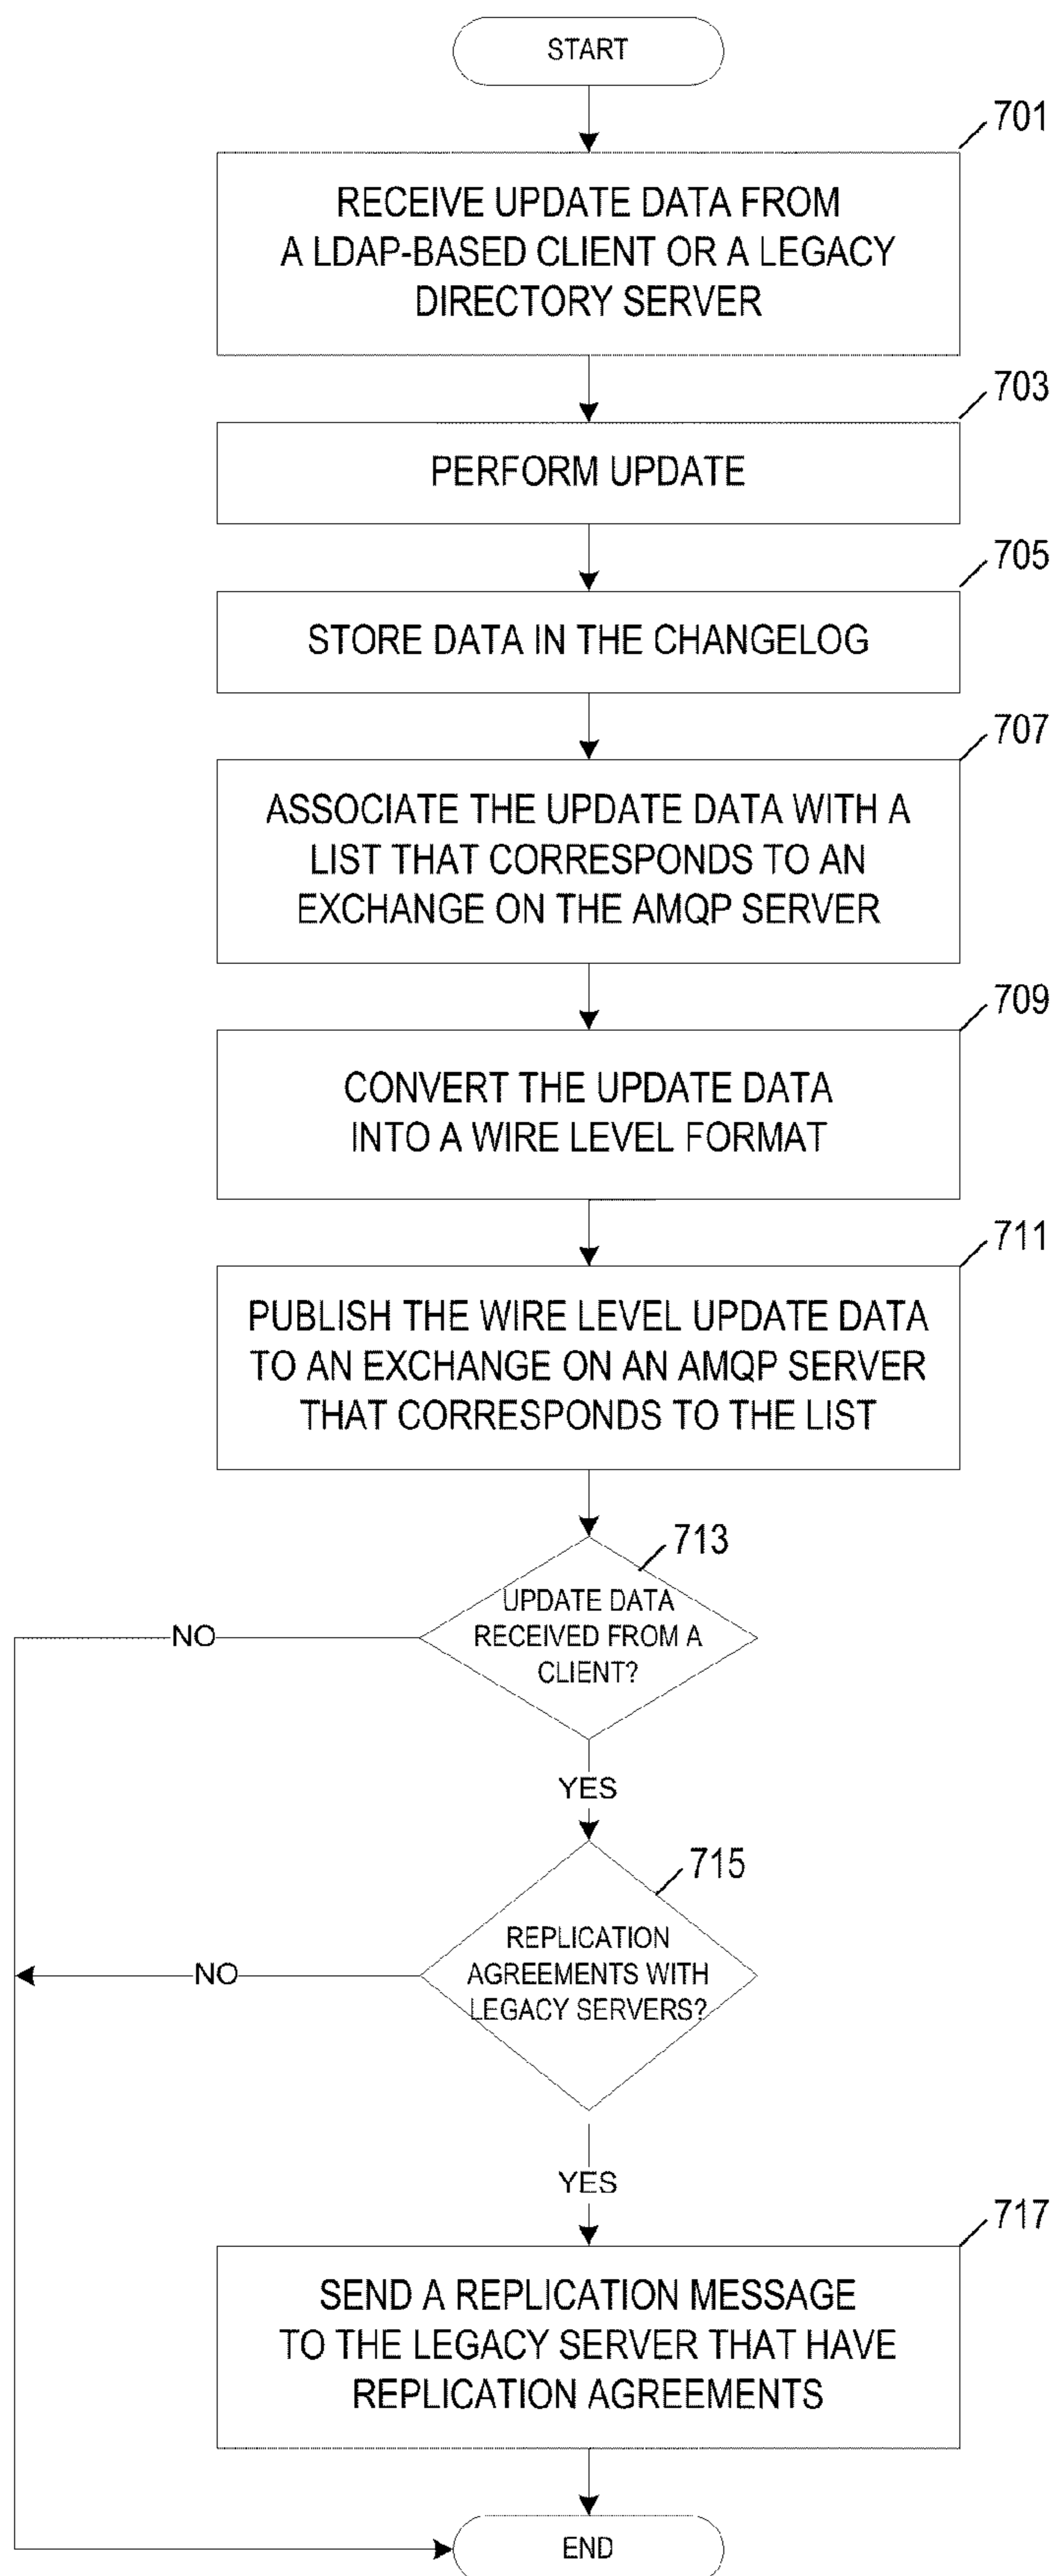 START
701
RECEIVE UPDATE DATA FROM
A LDAP-BASED CLIENT OR A LEGACY
DIRECTORY SERVER
703
PERFORM UPDATE
705
STORE DATA IN THE CHANGELOG
707
ASSOCIATE THE UPDATE DATA WITH A
LIST THAT CORRESPONDS TO AN
EXCHANGE ON THE AMQP SERVER
709
CONVERT THE UPDATE DATA
INTO A WIRE LEVEL FORMAT
711
PUBLISH THE WIRE LEVEL UPDATE DATA
TO AN EXCHANGE ON AN AMQP SERVER
THAT CORRESPONDS TO THE LIST
713
UPDATE DATA
RECEIVED FROM A
CLIENT?
NO
YES
715
REPLICATION
AGREEMENTS WITH
LEGACY SERVERS?
NO
YES
717
SEND A REPLICATION MESSAGE
TO THE LEGACY SERVER THAT HAVE
REPLICATION AGREEMENTS
END